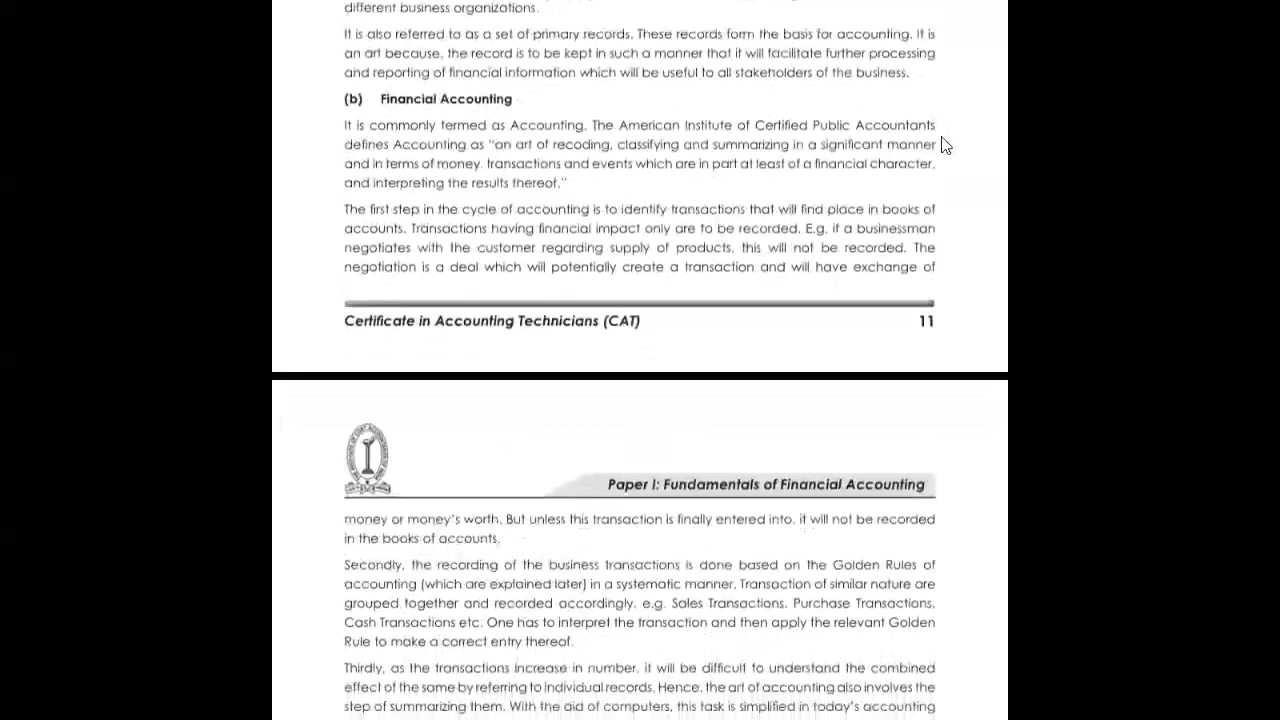 different business organizations.
It is also referred to as a set of primary records. These records form the basis for accounting. It is
an art because, the record is to be kept in such a manner that it will facilitate further processing
and reporting of financial information which will be useful to all stakeholders of the business.
(b) Financial Accounting
It is commonly termed as Accounting. The American Institute of Certified Public Accountants
defines Accounting as "an art of recoding, classifying and summarizing in a significant manner
and in terms of money, transactions and events which are in part at least of a financial character,
and interpreting the results thereof."
The first step in the cycle of accounting is to identify transactions that will find place in books of
accounts. Transactions having financial impact only are to be recorded. E.g. if a businessman
negotiates with the customer regarding supply of products, this will not be recorded. The
negotiation is a deal which will potentially create a transaction and will have exchange of
Certificate in Accounting Technicians (CAT) 11
Paper I: Fundamentals of Financial Accounting
money or money's worth. But unless this transaction is finally entered into, it will not be recorded
in the books of accounts.
Secondly, the recording of the business transactions is done based on the Golden Rules of
accounting (which are explained later) in a systematic manner. Transaction of similar nature are
grouped together and recorded accordingly. e.g. Sales Transactions, Purchase Transactions,
Cash Transactions etc. One has to interpret the transaction and then apply the relevant Golden
Rule to make a correct entry thereof.
Thirdly, as the transactions increase in number, it will be difficult to understand the combined
effect of the same by referring to individual records. Hence, the art of accounting also involves the
step of summarizing them. With the aid of computers, this task is simplified in today's accounting